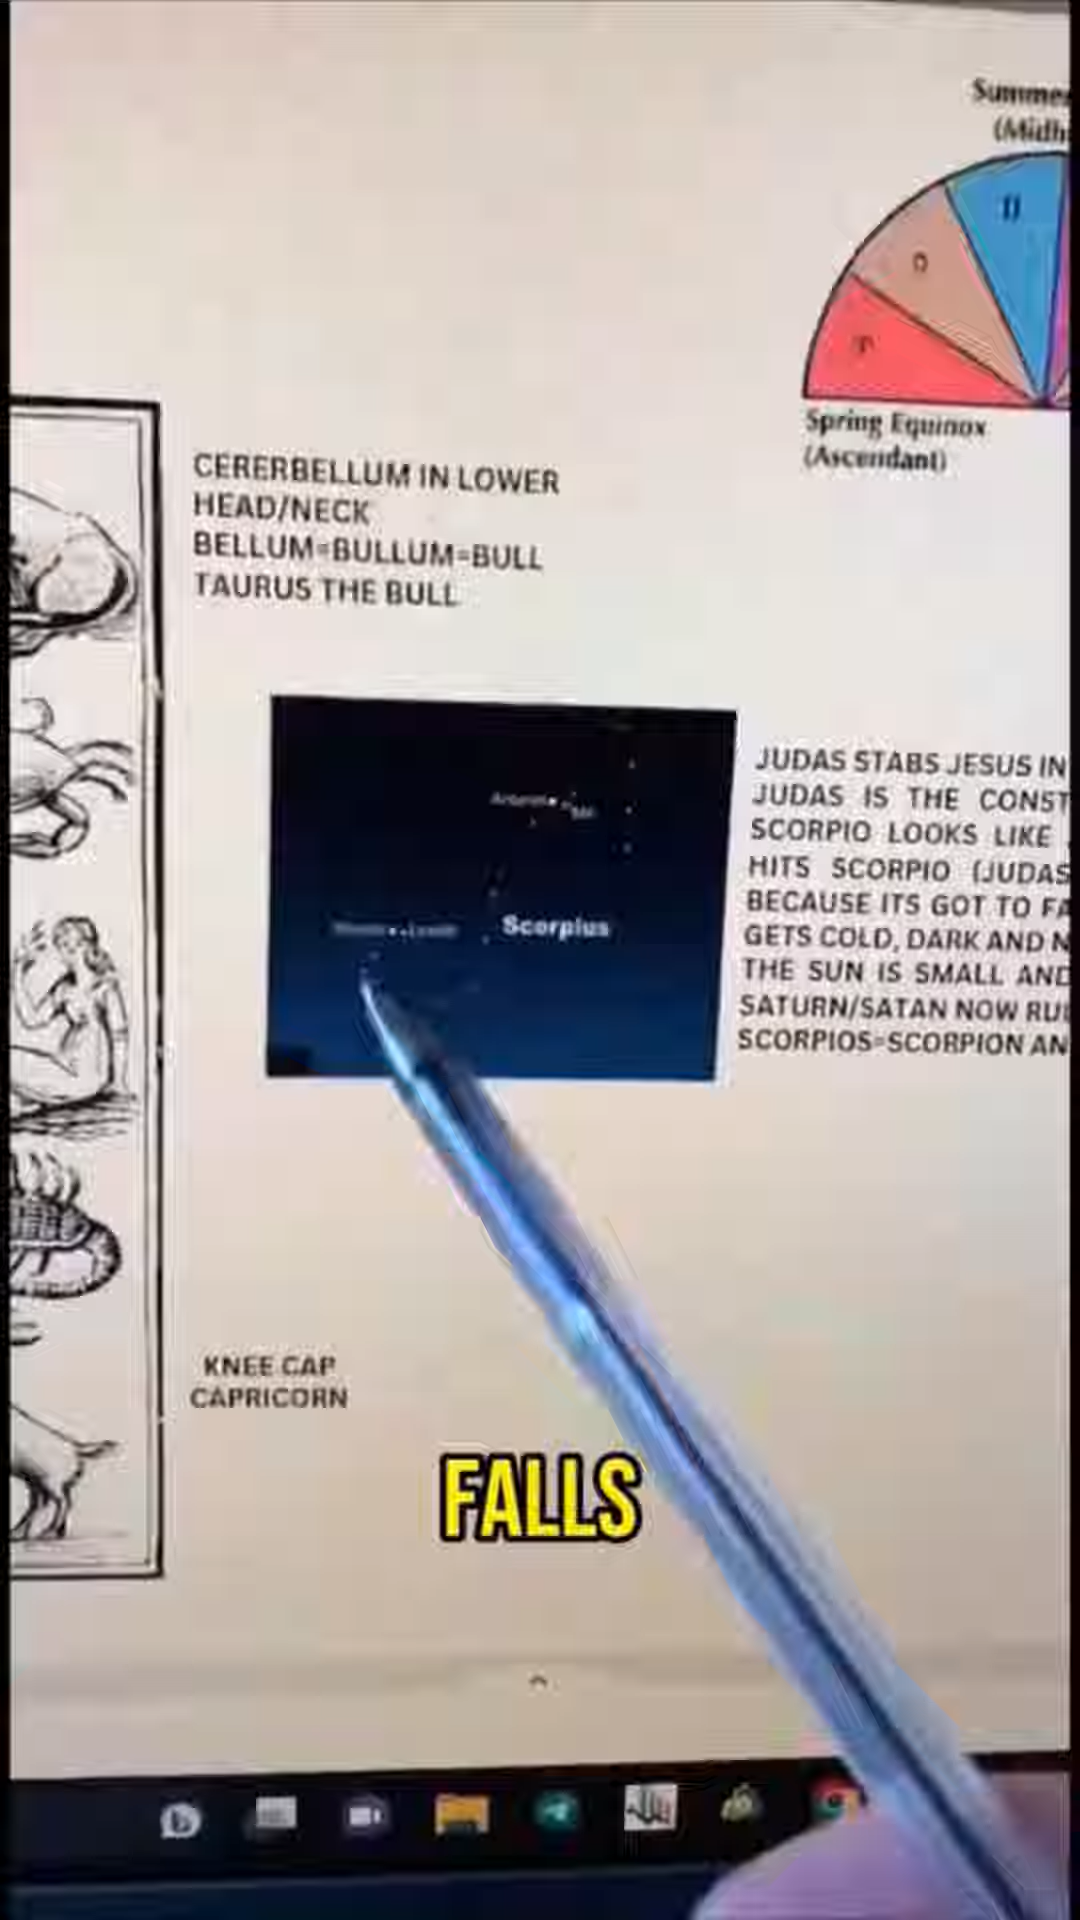 Summe
(Midh
Spring Equinox
(Ascendant)
CERERBELLUM IN LOWER
HEAD/NECK
BELLUM=BULLUM=BULL
TAURUS THE BULL
Scorpius
JUDAS STABS JESUS IN
JUDAS IS THE CONST
SCORPIO LOOKS LIKE
HITS SCORPIO (JUDAS
BECAUSE ITS GOT TO FA
GETS COLD, DARK AND N
THE SUN IS SMALL AND
SATURN/SATAN NOW RU
SCORPIOS=SCORPION AN
KNEE CAP
CAPRICORN
FALLS